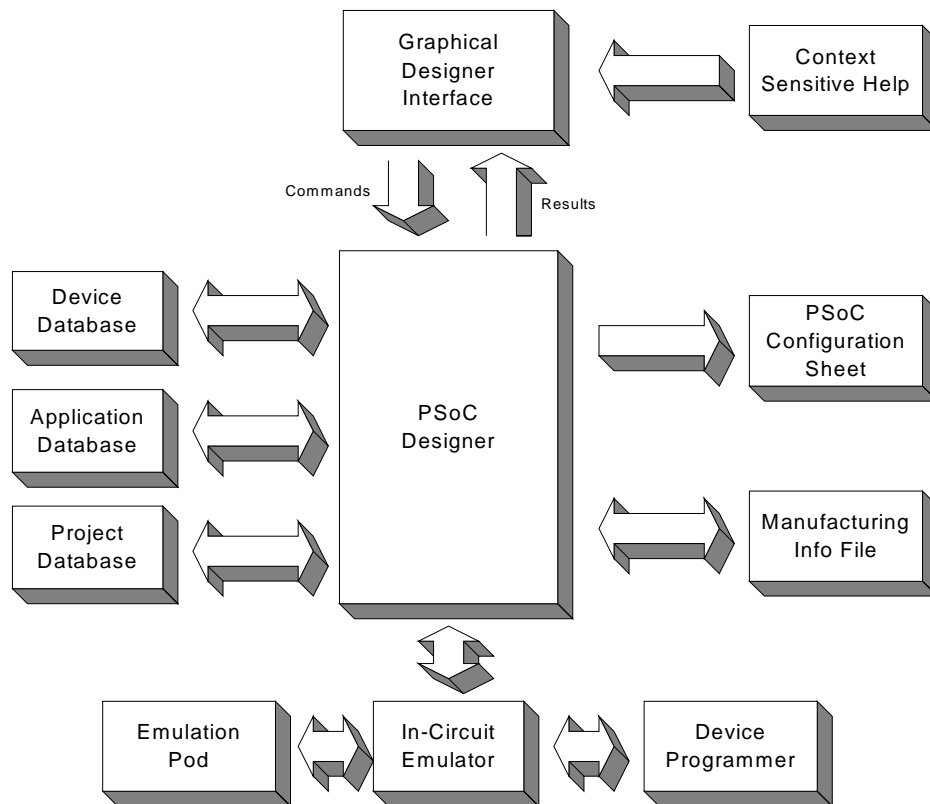 Graphical
Designer
Interface
Context
Sensitive Help
Commands
Results
Device
Database
PSoC
Configuration
Sheet
Application
Database
PSoC
Designer
Project
Database
Manufacturing
Info File
Emulation
Pod
In-Circuit
Emulator
Device
Programmer